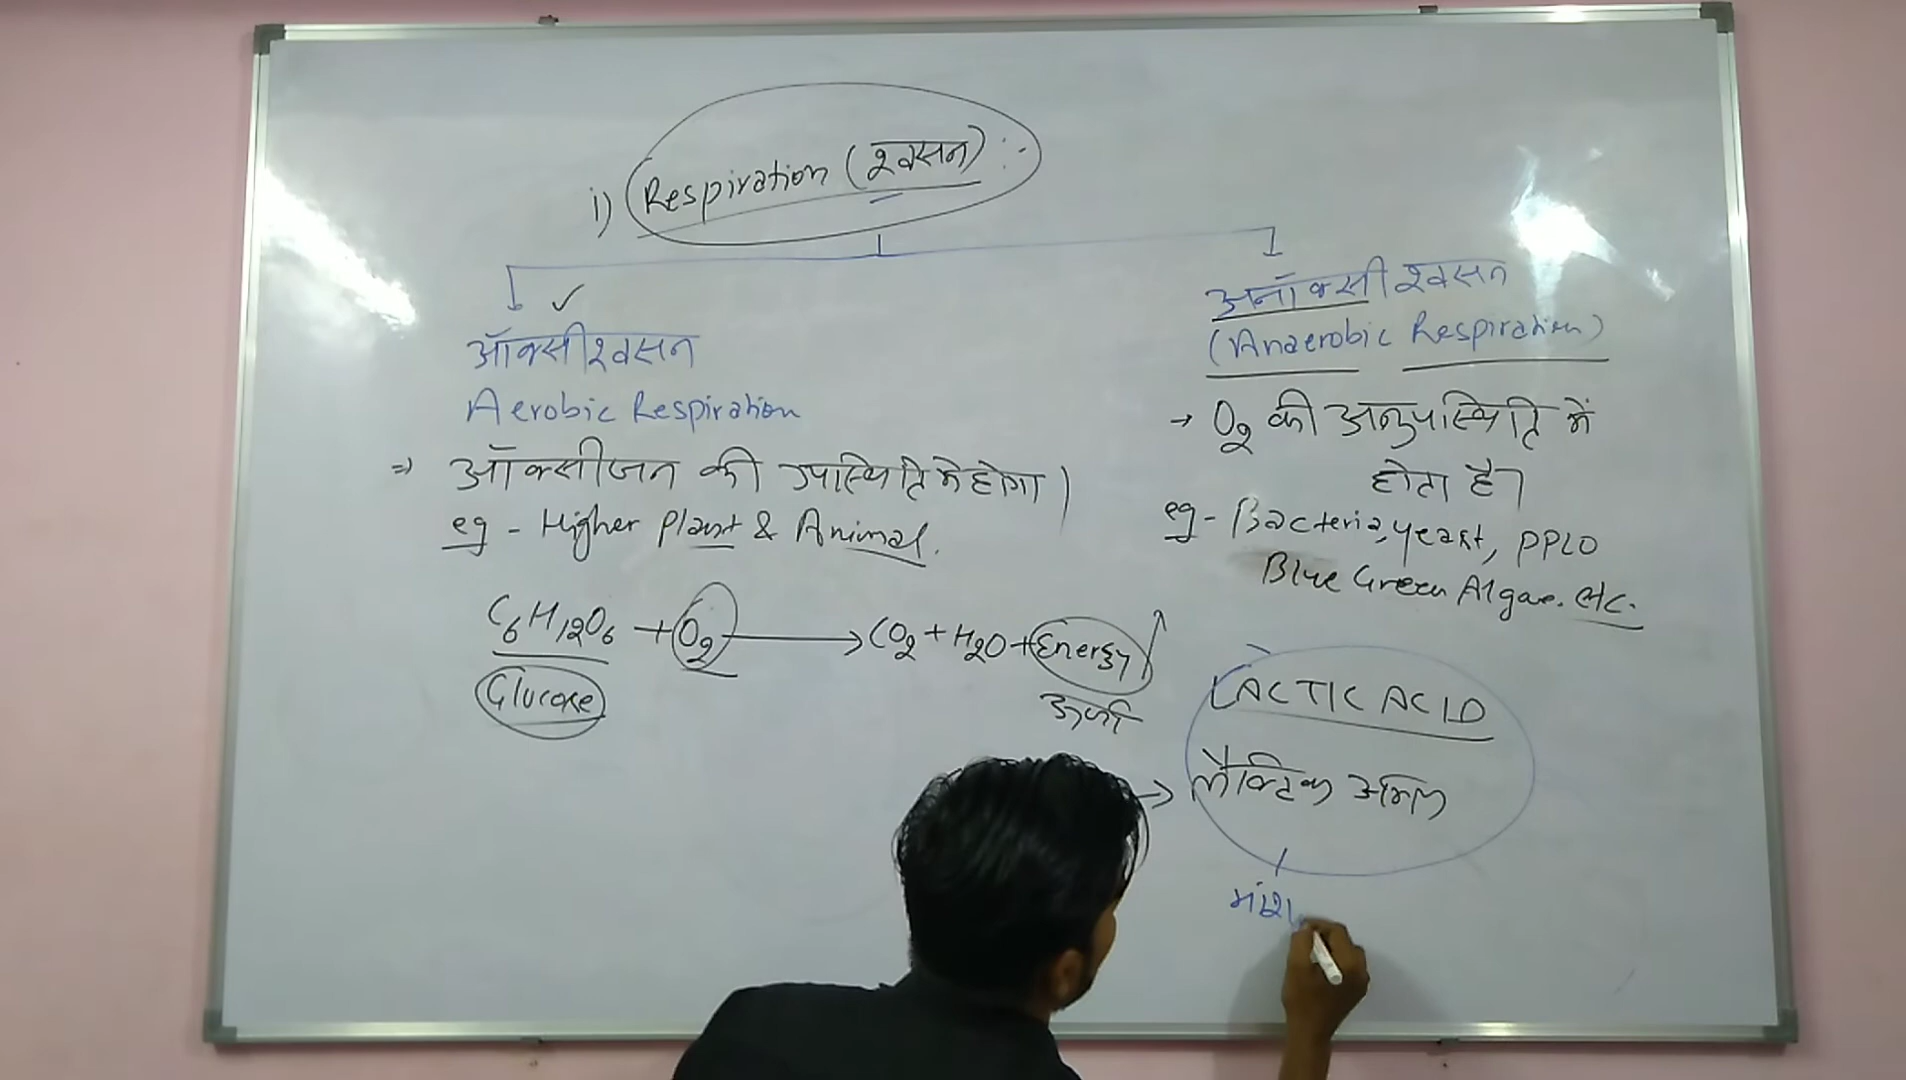 i) Respiration (श्वसन) :-
ऑक्सीश्वसन
Aerobic Respiration
⇒ ऑक्सीजन की उपस्थिति में होगा।
eg - Higher Plant & Animal.
C6H12O6 + O2 → CO2 + H2O + Energy ↑
Glucose
ऊर्जा
अनॉक्सी श्वसन
(Anaerobic Respiration)
→ O2 की अनुपस्थिति में
होता है।
eg - Bacteria, yeast, PPLO
Blue Green Algae. etc.
LACTIC ACID
→ लैक्टिक अम्ल